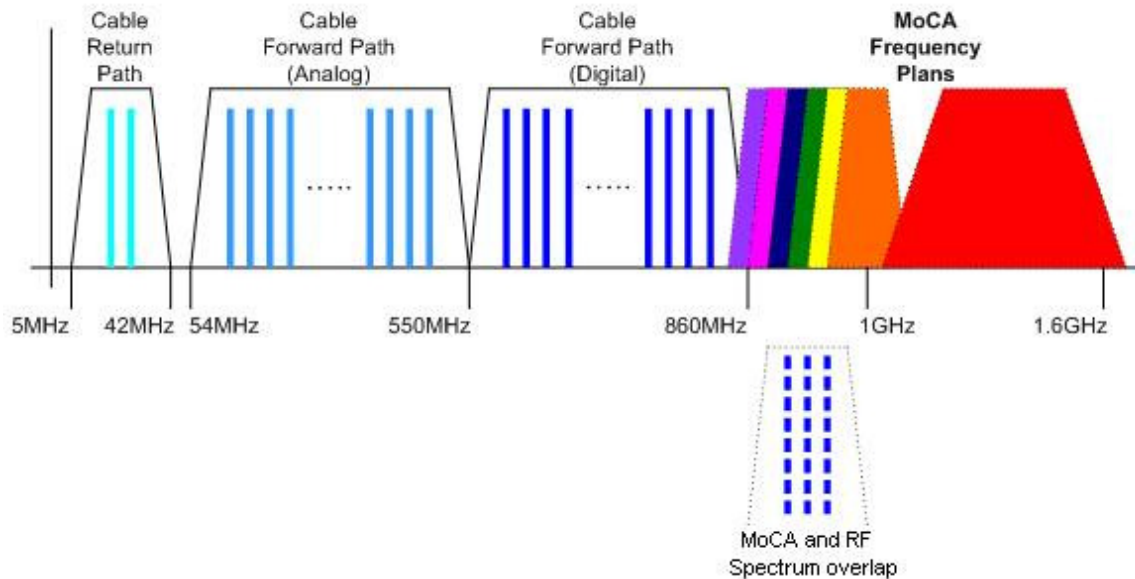 Cable
Return
Path
Cable
Forward Path
(Analog)
Cable
Forward Path
(Digital)
MoCA
Frequency
Plans
5MHz
42MHz
54MHz
550MHz
860MHz
1GHz
1.6GHz
MoCA and RF
Spectrum overlap